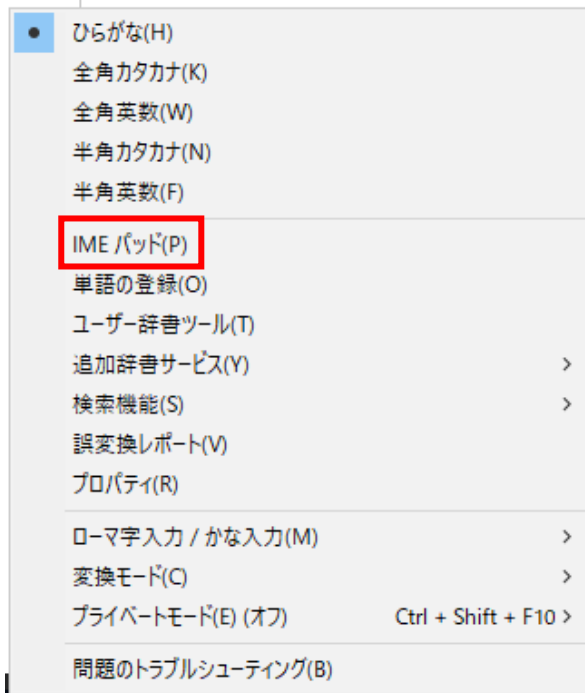 ひらがな(H)
全角カタカナ(K)
全角英数(W)
半角カタカナ(N)
半角英数(F)
IME パッド(P)
単語の登録(O)
ユーザー辞書ツール(T)
追加辞書サービス(Y)
検索機能(S)
誤変換レポート(V)
プロパティ(R)
ローマ字入力 / かな入力(M)
変換モード(C)
プライベートモード(E) (オフ) Ctrl + Shift + F10
問題のトラブルシューティング(B)